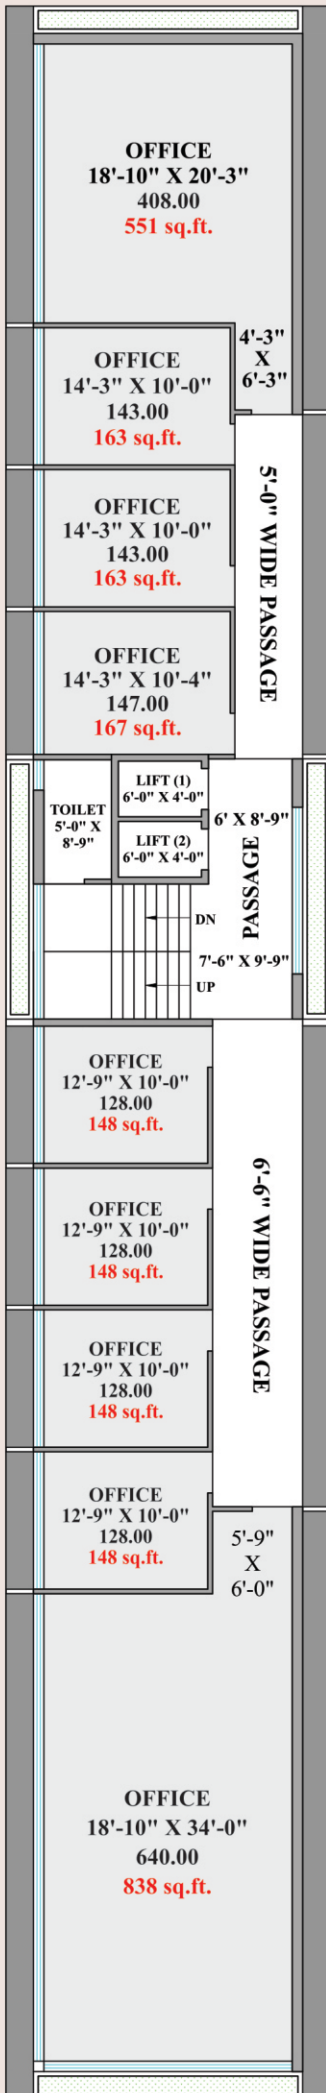 OFFICE
18'-10" X 20'-3"
408.00
551 sq.ft.
4'-3"
X
6'-3"
OFFICE
14'-3" X 10'-0"
143.00
163 sq.ft.
5'-0" WIDE PASSAGE
OFFICE
14'-3" X 10'-0"
143.00
163 sq.ft.
OFFICE
14'-3" X 10'-4"
147.00
167 sq.ft.
TOILET
5'-0" X
8'-9"
LIFT (1)
6'-0" X 4'-0"
LIFT (2)
6'-0" X 4'-0"
6' X 8'-9"
PASSAGE
7'-6" X 9'-9"
DN
UP
OFFICE
12'-9" X 10'-0"
128.00
148 sq.ft.
6'-6" WIDE PASSAGE
OFFICE
12'-9" X 10'-0"
128.00
148 sq.ft.
OFFICE
12'-9" X 10'-0"
128.00
148 sq.ft.
OFFICE
12'-9" X 10'-0"
128.00
148 sq.ft.
5'-9"
X
6'-0"
OFFICE
18'-10" X 34'-0"
640.00
838 sq.ft.